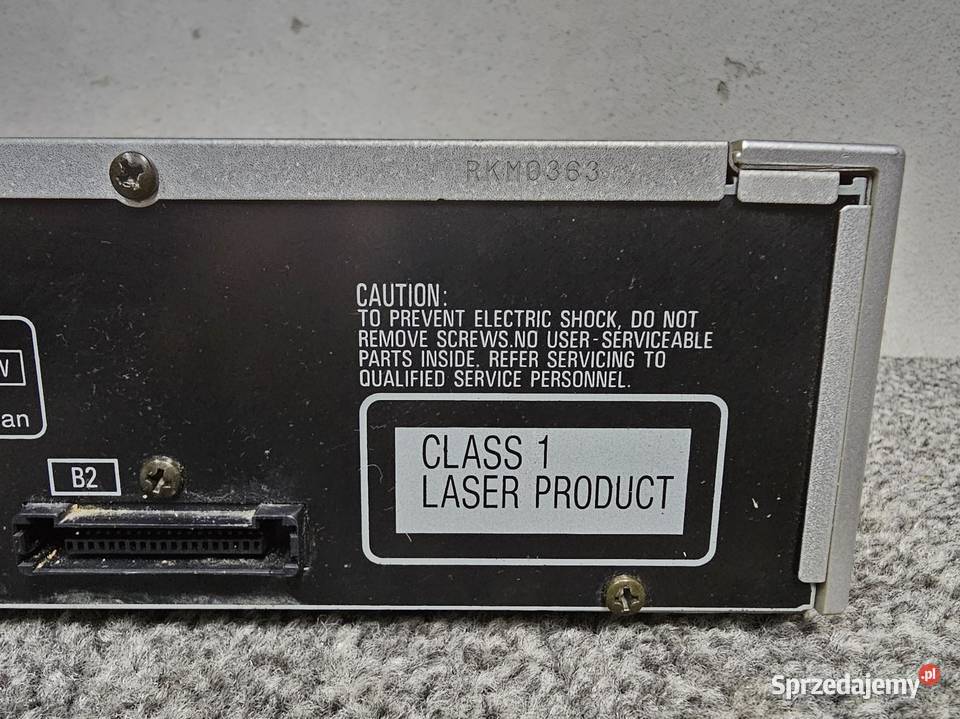 RKMD363
CAUTION:
TO PREVENT ELECTRIC SHOCK, DO NOT
REMOVE SCREWS.NO USER-SERVICEABLE
PARTS INSIDE. REFER SERVICING TO
QUALIFIED SERVICE PERSONNEL.
W
an
B2
CLASS 1
LASER PRODUCT
Sprzedajemy.pl